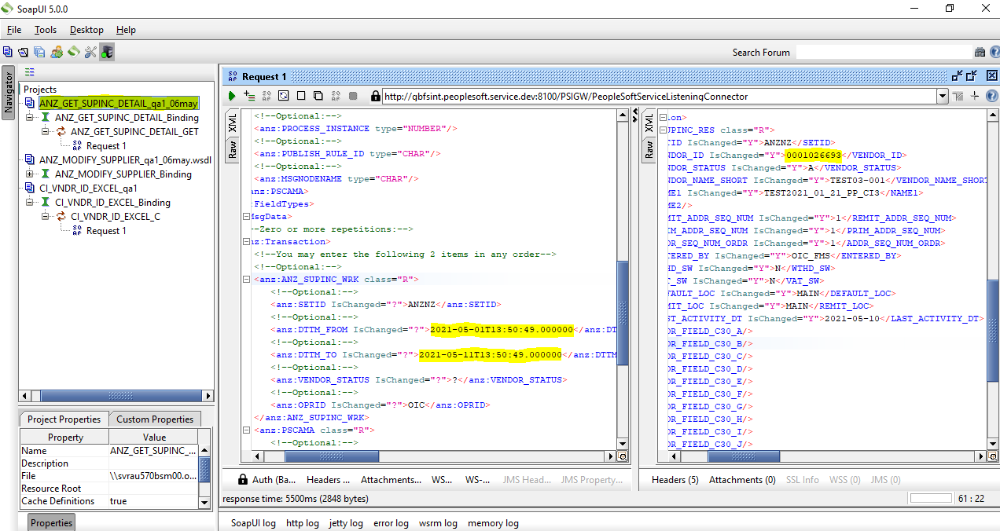 SoapUI 5.0.0
File Tools Desktop Help
Search Forum
Navigator
Projects
ANZ_GET_SUPINC_DETAIL_qa1_06may
ANZ_GET_SUPINC_DETAIL_Binding
ANZ_GET_SUPINC_DETAIL_GET
Request 1
ANZ_MODIFY_SUPPLIER_qa1_06may.wsdl
ANZ_MODIFY_SUPPLIER_Binding
CI_VNDR_ID_EXCEL_qa1
CI_VNDR_ID_EXCEL_Binding
CI_VNDR_ID_EXCEL_C
Request 1
Project Properties Custom Properties
Property Value
Name ANZ_GET_SUPINC_...
Description
File \\svrau570bsm00.o...
Resource Root
Cache Definitions true
Properties
Request 1
http://qbfsint.peoplesoft.service.dev:8100/PSIGW/PeopleSoftServiceListeningConnector
XML
Raw
<!--Optional:-->
<anz:PROCESS_INSTANCE type="NUMBER"/>
<!--Optional:-->
<anz:PUBLISH_RULE_ID type="CHAR"/>
<!--Optional:-->
<anz:MSGNODENAME type="CHAR"/>
nz:PSCAMA>
:FieldTypes>
MsgData>
--Zero or more repetitions:-->
nz:Transaction>
<!--You may enter the following 2 items in any order-->
<!--Optional:-->
<anz:ANZ_SUPINC_WRK class="R">
<!--Optional:-->
<anz:SETID IsChanged="?">ANZNZ</anz:SETID>
<!--Optional:-->
<anz:DTTM_FROM IsChanged="?">2021-05-01T13:50:49.000000</anz:DT
<!--Optional:-->
<anz:DTTM_TO IsChanged="?">2021-05-11T13:50:49.000000</anz:DTTM
<!--Optional:-->
<anz:VENDOR_STATUS IsChanged="?">?</anz:VENDOR_STATUS>
<!--Optional:-->
<anz:OPRID IsChanged="?">OIC</anz:OPRID>
</anz:ANZ_SUPINC_WRK>
<anz:PSCAMA class="R">
<!--Optional:-->
XML
Raw
ion>
UPINC_RES class="R">
TID IsChanged="Y">ANZNZ</SETID>
NDOR_ID IsChanged="Y">0001026693</VENDOR_ID>
NDOR_STATUS IsChanged="Y">A</VENDOR_STATUS>
NDOR_NAME_SHORT IsChanged="Y">TEST03-001</VENDOR_NAME_SHORT
ME1 IsChanged="Y">TEST2021_01_21_PP_CI3</NAME1>
ME2/>
MIT_ADDR_SEQ_NUM IsChanged="Y">1</REMIT_ADDR_SEQ_NUM>
IM_ADDR_SEQ_NUM IsChanged="Y">1</PRIM_ADDR_SEQ_NUM>
DR_SEQ_NUM_ORDR IsChanged="Y">1</ADDR_SEQ_NUM_ORDR>
TERED_BY IsChanged="Y">OIC_FMS</ENTERED_BY>
HD_SW IsChanged="Y">N</WTHD_SW>
T_SW IsChanged="Y">N</VAT_SW>
FAULT_LOC IsChanged="Y">MAIN</DEFAULT_LOC>
MIT_LOC IsChanged="Y">MAIN</REMIT_LOC>
ST_ACTIVITY_DT IsChanged="Y">2021-05-10</LAST_ACTIVITY_DT>
DR_FIELD_C30_A/>
DR_FIELD_C30_B/>
DR_FIELD_C30_C/>
DR_FIELD_C30_D/>
DR_FIELD_C30_E/>
DR_FIELD_C30_F/>
DR_FIELD_C30_G/>
DR_FIELD_C30_H/>
DR_FIELD_C30_I/>
DR_FIELD_C30_J/>
Auth (Ba... Headers ... Attachments... WS... WS-... JMS Head... JMS Property...
Headers (5) Attachments (0) SSL Info WSS (0) JMS (0)
response time: 5500ms (2848 bytes)
61 : 22
SoapUI log http log jetty log error log wsrm log memory log